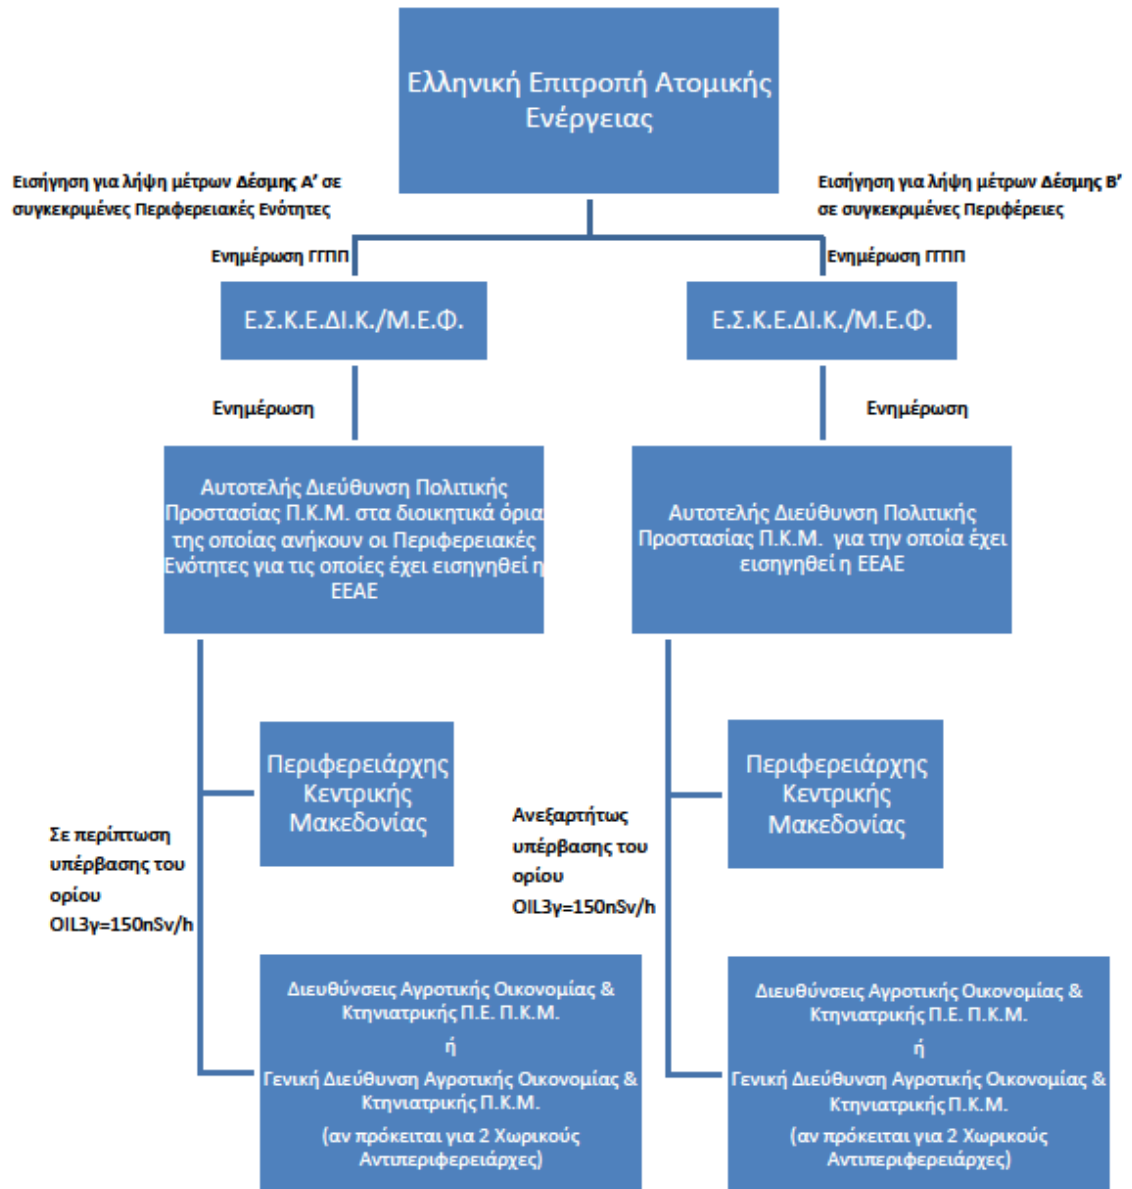 Ελληνική Επιτροπή Ατομικής
Ενέργειας
Εισήγηση για λήψη μέτρων Δέσμης Α’ σε
συγκεκριμένες Περιφερειακές Ενότητες
Εισήγηση για λήψη μέτρων Δέσμης Β’
σε συγκεκριμένες Περιφέρειες
Ενημέρωση ΓΓΠΠ
Ενημέρωση ΓΓΠΠ
Ε.Σ.Κ.Ε.ΔΙ.Κ./Μ.Ε.Φ.
Ε.Σ.Κ.Ε.ΔΙ.Κ./Μ.Ε.Φ.
Ενημέρωση
Ενημέρωση
Αυτοτελής Διεύθυνση Πολιτικής
Προστασίας Π.Κ.Μ. στα διοικητικά όρια
της οποίας ανήκουν οι Περιφερειακές
Ενότητες για τις οποίες έχει εισηγηθεί η
ΕΕΑΕ
Αυτοτελής Διεύθυνση Πολιτικής
Προστασίας Π.Κ.Μ. για την οποία έχει
εισηγηθεί η ΕΕΑΕ
Περιφερειάρχης
Κεντρικής
Μακεδονίας
Περιφερειάρχης
Κεντρικής
Μακεδονίας
Σε περίπτωση
υπέρβασης του
ορίου
OIL3γ=150nSv/h
Ανεξαρτήτως
υπέρβασης του
ορίου
OIL3γ=150nSv/h
Διευθύνσεις Αγροτικής Οικονομίας &
Κτηνιατρικής Π.Ε. Π.Κ.Μ.
ή
Γενική Διεύθυνση Αγροτικής Οικονομίας &
Κτηνιατρικής Π.Κ.Μ.
(αν πρόκειται για 2 Χωρικούς
Αντιπεριφερειάρχες)
Διευθύνσεις Αγροτικής Οικονομίας &
Κτηνιατρικής Π.Ε. Π.Κ.Μ.
ή
Γενική Διεύθυνση Αγροτικής Οικονομίας &
Κτηνιατρικής Π.Κ.Μ.
(αν πρόκειται για 2 Χωρικούς
Αντιπεριφερειάρχες)